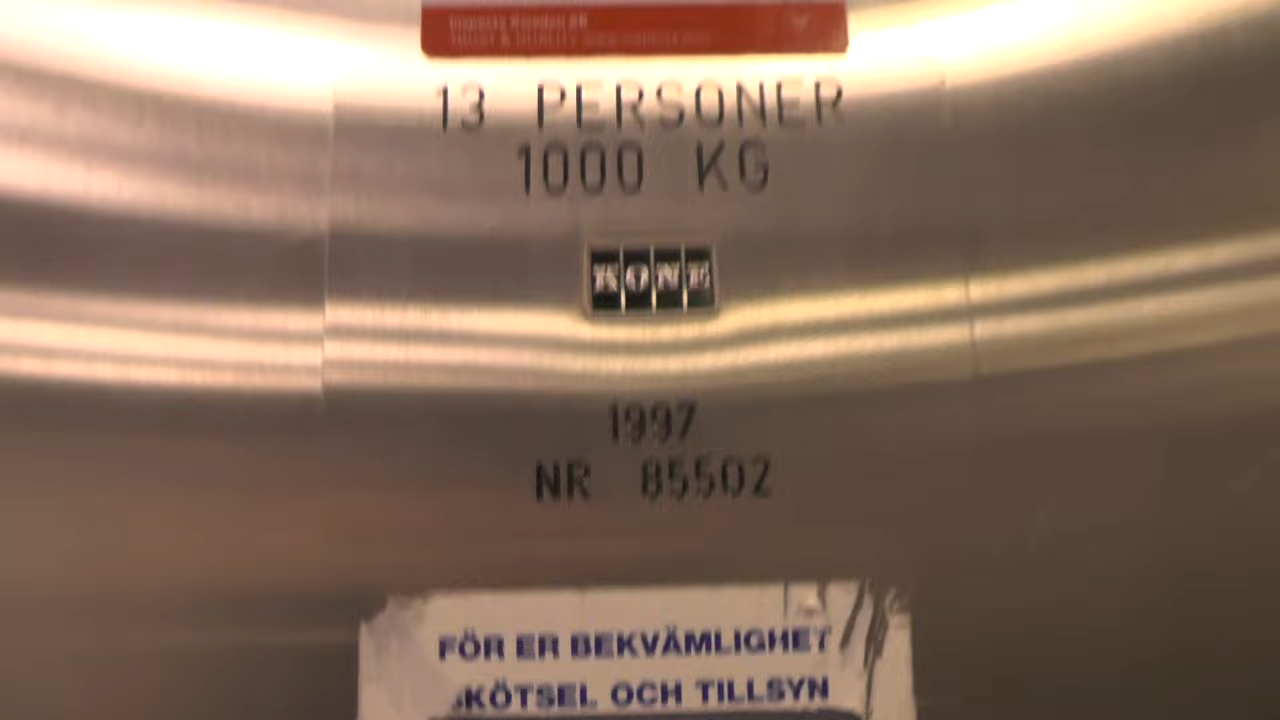 13 PERSONER
1000 KG
KONE
1997
NR 85502
FÖR ER BEKVÄMLIGHET
SKÖTSEL OCH TILLSYN